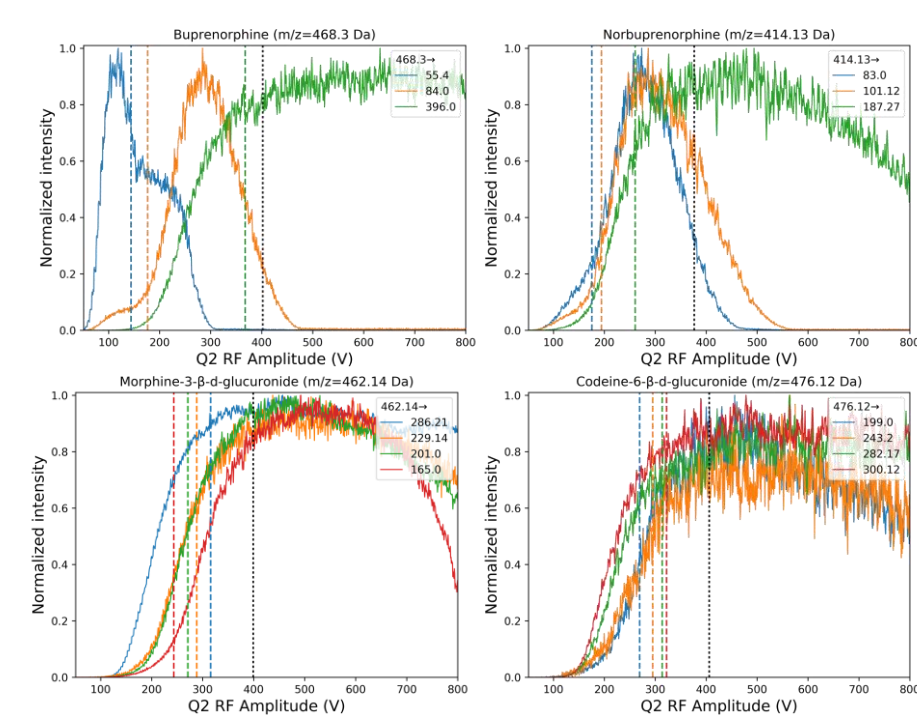 Buprenorphine (m/z=468.3 Da)
1.0
0.8
0.6
0.4
0.2
0.0
Normalized intensity
468.3→
55.4
84.0
396.0
100 200 300 400 500 600 700 800
Q2 RF Amplitude (V)
Norbuprenorphine (m/z=414.13 Da)
1.0
0.8
0.6
0.4
0.2
0.0
Normalized intensity
414.13→
83.0
101.12
187.27
100 200 300 400 500 600 700 800
Q2 RF Amplitude (V)
Morphine-3-β-d-glucuronide (m/z=462.14 Da)
1.0
0.8
0.6
0.4
0.2
0.0
Normalized intensity
462.14→
286.21
229.14
201.0
165.0
100 200 300 400 500 600 700 800
Q2 RF Amplitude (V)
Codeine-6-β-d-glucuronide (m/z=476.12 Da)
1.0
0.8
0.6
0.4
0.2
0.0
Normalized intensity
476.12→
199.0
243.2
282.17
300.12
100 200 300 400 500 600 700 800
Q2 RF Amplitude (V)